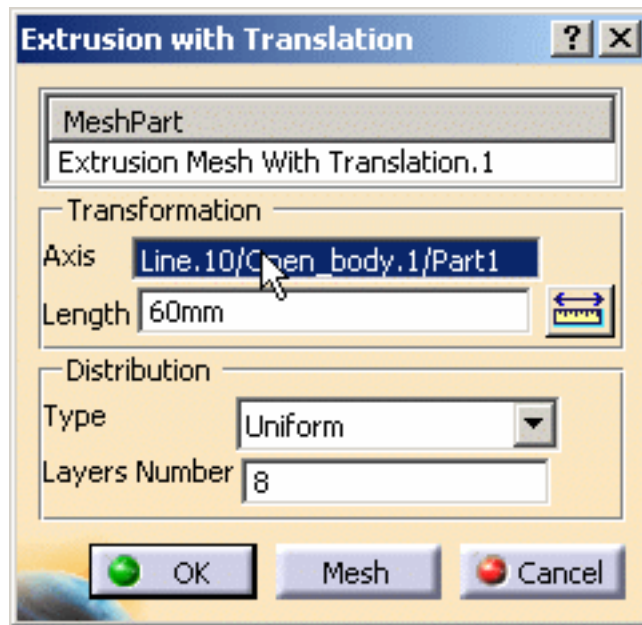 Extrusion with Translation ? X
MeshPart
Extrusion Mesh With Translation.1
Transformation
Axis Line.10/Open_body.1/Part1
Length 60mm
Distribution
Type Uniform
Layers Number 8
OK Mesh Cancel